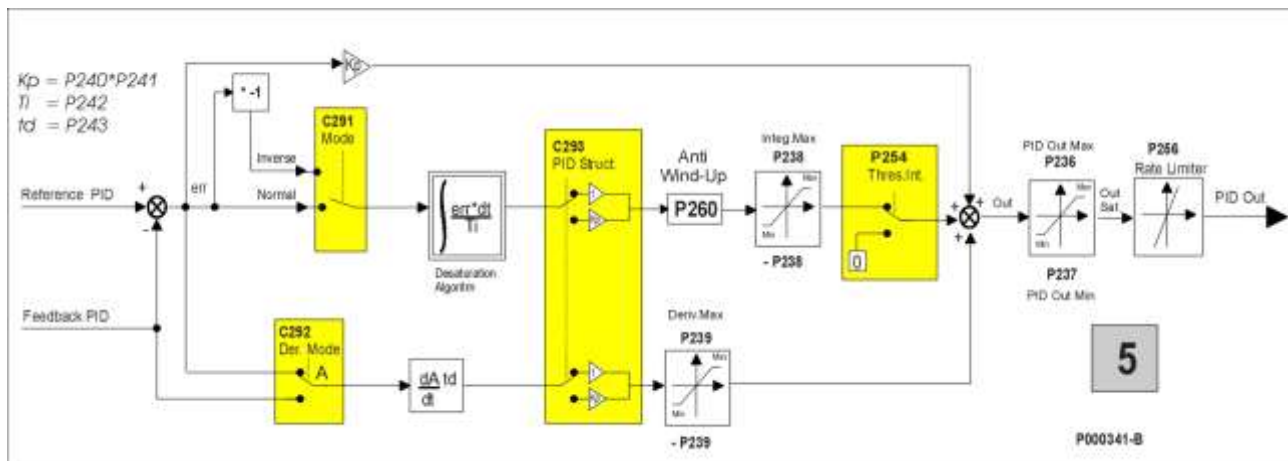 Kp = P240*P241
Ti = P242
td = P243
Kp
* -1
C291
Mode
Inverse
Normal
Reference PID
+
-
err
err*dt
Ti
Desaturation
Algoritm
C293
PID Struct.
1
Anti
Wind-Up
P260
Integ.Max
P238
Max
Min
- P238
P254
Thres.Int.
0
+
+
+
Out
PID Out Max
P236
Max
Min
P237
PID Out Min
Out
Sat
P256
Rate Limiter
PID Out
Feedback PID
C292
Der. Mode
A
dA
dt
td
1
Deriv.Max
P239
Min
Min
- P239
5
P000341-B